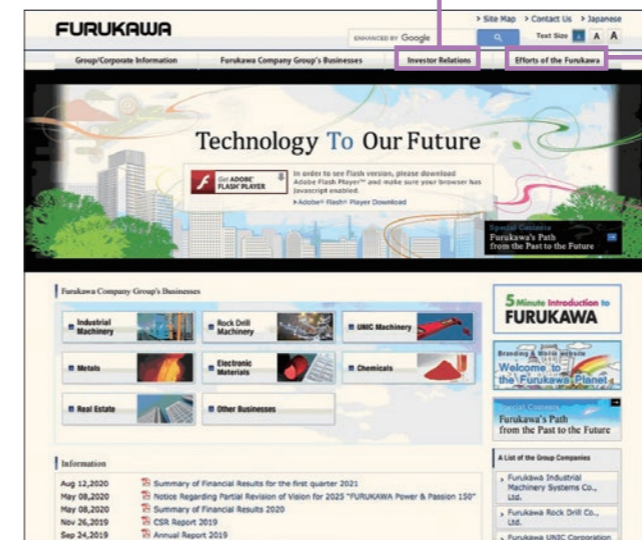 > Site Map > Contact Us > Japanese
FURUKAWA
ENHANCED BY Google
Text Size A A A
Group/Corporate Information
Furukawa Company Group's Businesses
Investor Relations
Efforts of the Furukawa
Technology To Our Future
Get ADOBE® FLASH® PLAYER
In order to see flash version, please download
Adobe Flash Player™ and make sure your browser has
Javascript enabled.
Adobe® Flash® Player Download
Special Contents
Furukawa's Path
from the Past to the Future
Furukawa Company Group's Businesses
Industrial
Machinery
Rock Drill
Machinery
UNIC Machinery
Metals
Electronic
Materials
Chemicals
Real Estate
Other Businesses
5 Minute Introduction to
FURUKAWA
Branding & Movie website
Welcome to
the Furukawa Planet
Special Contents
Furukawa's Path
from the Past to the Future
Information
Aug 12,2020 Summary of Financial Results for the first quarter 2021
May 08,2020 Notice Regarding Partial Revision of Vision for 2025 "FURUKAWA Power & Passion 150"
May 08,2020 Summary of Financial Results 2020
Nov 26,2019 CSR Report 2019
Sep 24,2019 Annual Report 2019
A List of the Group Companies
> Furukawa Industrial
Machinery Systems Co.,
Ltd.
> Furukawa Rock Drill Co.,
Ltd.
> Furukawa UNIC Corporation